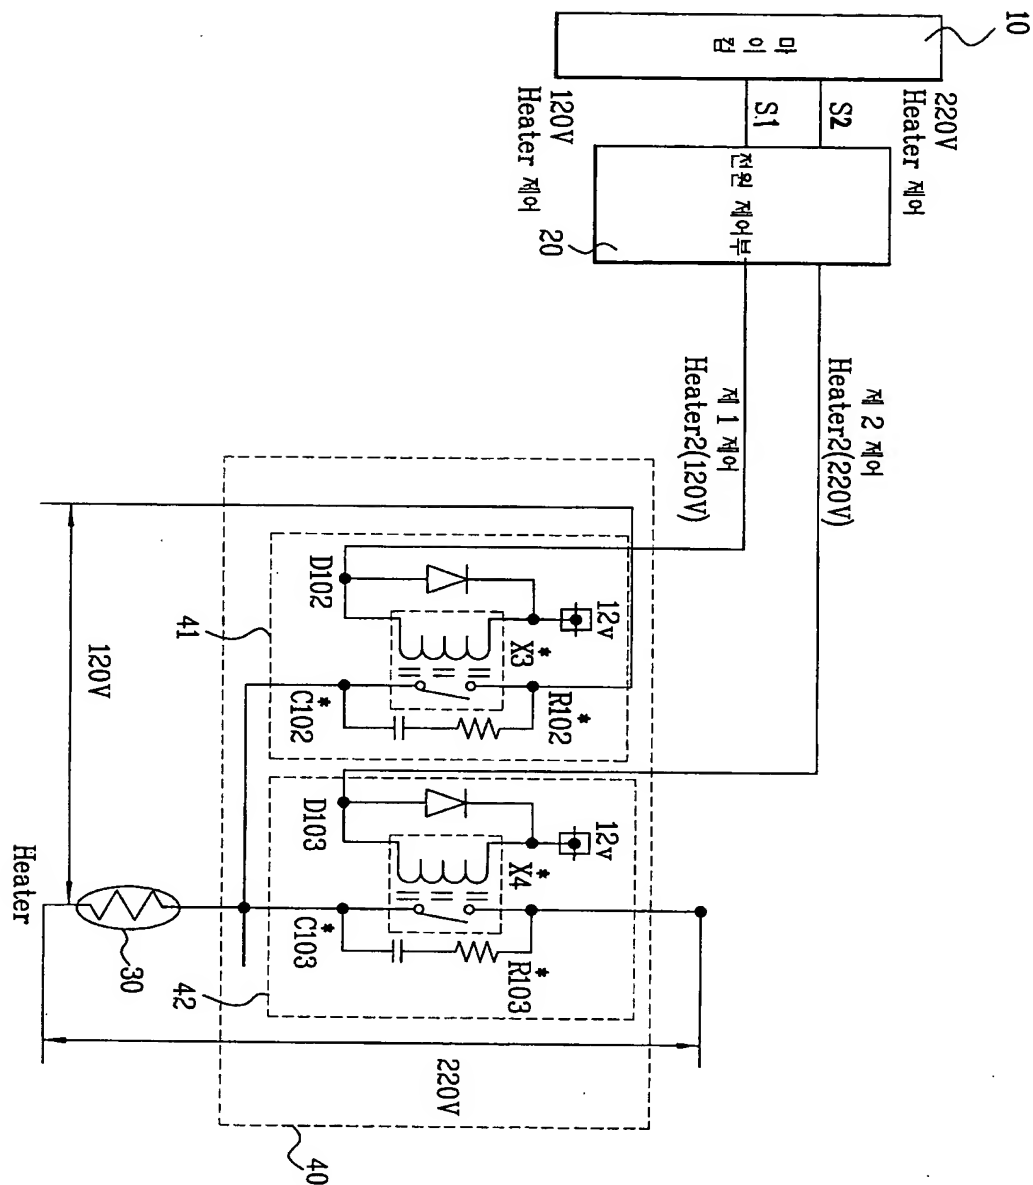 10
마이컴
220V
Heater 제어
S2
S1
120V
Heater 제어
전원 제어부
20
제 2 제어
Heater2(220V)
제 1 제어
Heater2(120V)
12v
D102
X3*
41
C102*
R102*
12v
D103
X4*
C103*
R103*
42
120V
Heater
30
220V
40